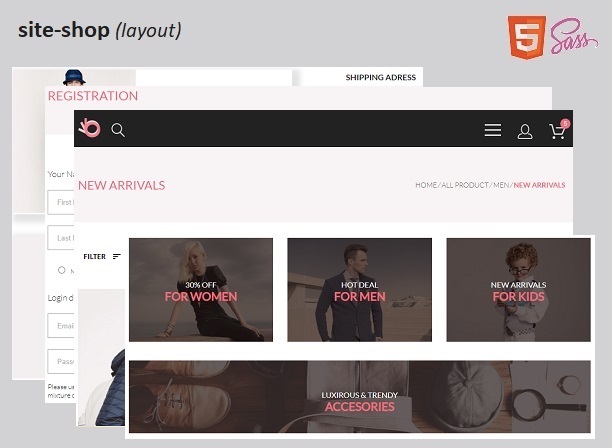 site-shop (layout)
5
Sass
SHIPPING ADRESS
REGISTRATION
6
NEW ARRIVALS
HOME / ALL PRODUCT / MEN / NEW ARRIVALS
Your
First
Last
FILTER
30% OFF
FOR WOMEN
HOT DEAL
FOR MEN
NEW ARRIVALS
FOR KIDS
Login d
Email
Passw
Please us
mixture o
LUXIROUS & TRENDY
ACCESORIES